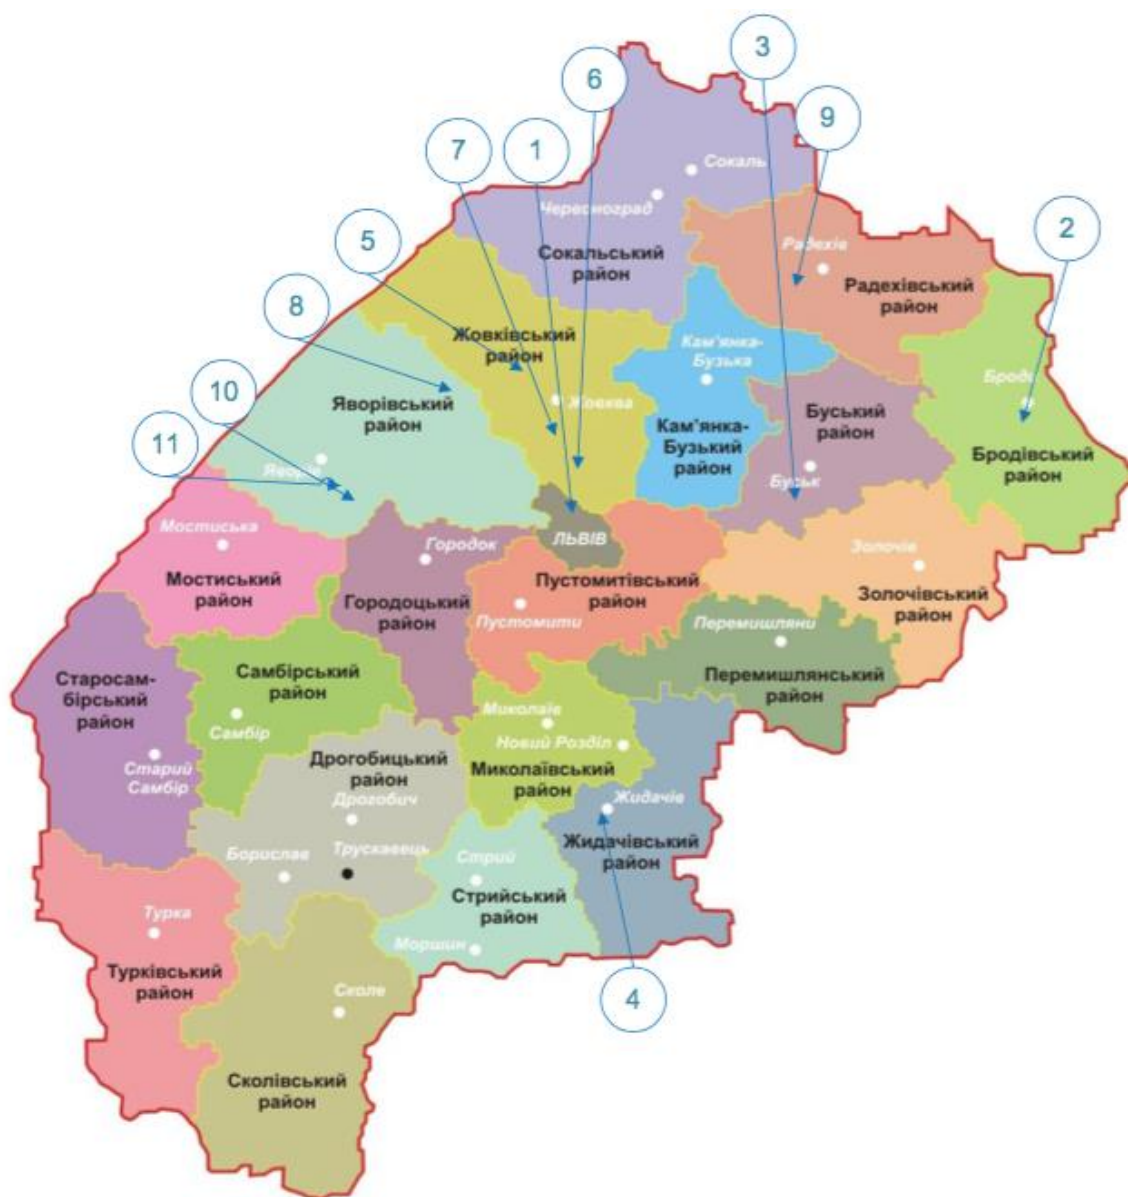 3
6
9
7
1
Сокаль
Червоноград
2
5
Сокальський
район
Радехів
Радехівський
район
8
Жовківський
район
Кам'янка-
Бузька
10
Яворівський
район
Жовква
Броди
11
Кам'янка-
Бузький
район
Буський
район
Бродівський
район
Яворів
Буськ
Мостиська
Городок
ЛЬВІВ
Золочів
Мостиський
район
Пустомитівський
район
Городоцький
район
Золочівський
район
Пустомити
Перемишляни
Старосам-
бірський
район
Самбірський
район
Перемишлянський
район
Самбір
Миколаїв
Новий Розділ
Старий
Самбір
Дрогобицький
район
Миколаївський
район
Дрогобич
Жидачів
Жидачівський
район
Борислав
Трускавець
Стрий
Стрийський
район
Турка
Моршин
Турківський
район
Сколе
4
Сколівський
район